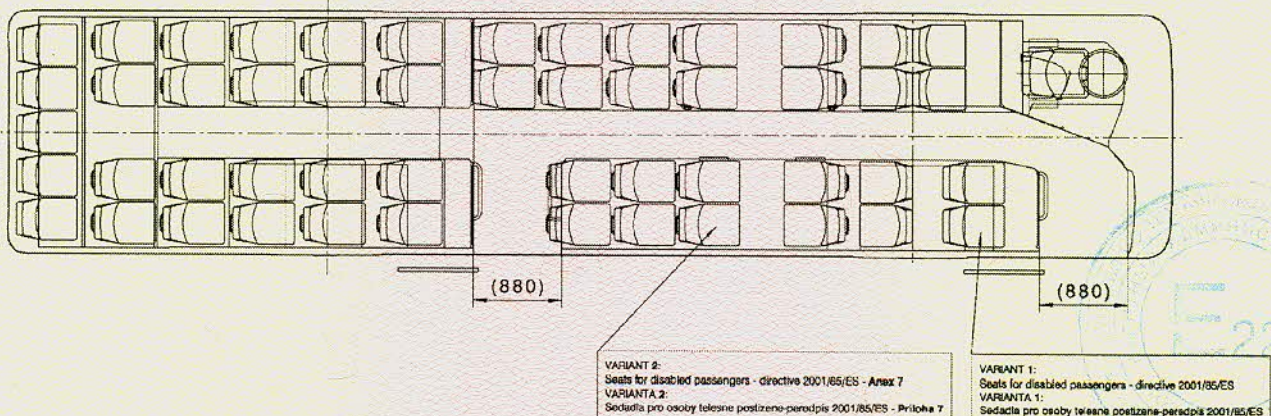 (880)
(880)
VARIANT 2:
Seats for disabled passengers - directive 2001/85/ES - Anex 7
VARIANTA 2:
Sedadla pro osoby telesne postizene-peredpis 2001/85/ES - Priloha 7
VARIANT 1:
Seats for disabled passengers - directive 2001/85/ES
VARIANTA 1:
Sedadla pro osoby telesne postizene-peredpis 2001/85/ES